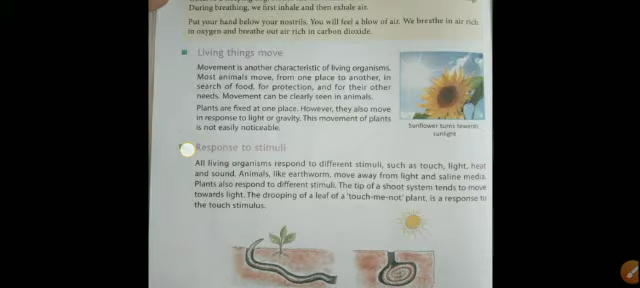 During breathing, we first inhale and then exhale air.
Put your hand below your nostrils. You will feel a blow of air. We breathe in air rich
in oxygen and breathe out air rich in carbon dioxide.
Living things move
Movement is another characteristic of living organisms.
Most animals move, from one place to another, in
search of food, for protection, and for their other
needs. Movement can be clearly seen in animals.
Plants are fixed at one place. However, they also move
in response to light or gravity. This movement of plants
is not easily noticeable.
Sunflower turns towards
sunlight
Response to stimuli
All living organisms respond to different stimuli, such as touch, light, heat
and sound. Animals, like earthworm, move away from light and saline media.
Plants also respond to different stimuli. The tip of a shoot system tends to move
towards light. The drooping of a leaf of a 'touch-me-not' plant, is a response to
the touch stimulus.